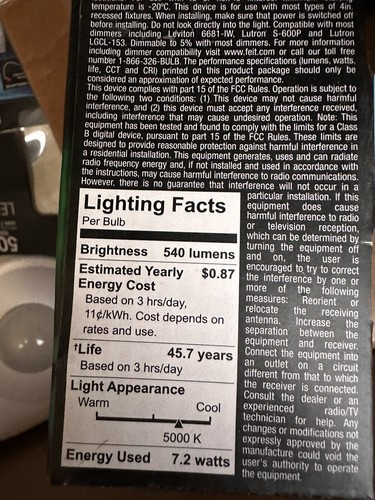 temperature is -20°C. This device is for use with most types of 4in.
recessed fixtures. When installing, make sure that power is switched off
before installing. Do not look directly into the light. Compatible with most
dimmers including Leviton 6681-IW, Lutron S-600P and Lutron
LGCL-153. Dimmable to 5% with most dimmers. For more information
including dimmer compatibility visit www.feit.com or call our toll free
number 1-866-326-BULB. The performance specifications (lumens, watts,
life, CCT and CRI) printed on this product package should only be
considered an approximation of expected performance.
This device complies with part 15 of the FCC Rules. Operation is subject to
the following two conditions: (1) This device may not cause harmful
interference, and (2) this device must accept any interference received,
including interference that may cause undesired operation. Note: This
equipment has been tested and found to comply with the limits for a Class
B digital device, pursuant to part 15 of the FCC Rules. These limits are
designed to provide reasonable protection against harmful interference in
a residential installation. This equipment generates, uses and can radiate
radio frequency energy and, if not installed and used in accordance with
the instructions, may cause harmful interference to radio communications.
However, there is no guarantee that interference will not occur in a
particular installation. If this
equipment does cause
harmful interference to radio
or television reception,
which can be determined by
turning the equipment off
and on, the user is
encouraged to try to correct
the interference by one or
more of the following
measures: Reorient or
relocate the receiving
antenna. Increase the
separation between the
equipment and receiver.
Connect the equipment into
an outlet on a circuit
different from that to which
the receiver is connected.
Consult the dealer or an
experienced radio/TV
technician for help. Any
changes or modifications not
expressly approved by the
manufacture could void the
user's authority to operate
the equipment.
Lighting Facts
Per Bulb
Brightness 540 lumens
Estimated Yearly $0.87
Energy Cost
Based on 3 hrs/day,
11¢/kWh. Cost depends on
rates and use.
†Life 45.7 years
Based on 3 hrs/day
Light Appearance
Warm Cool
5000 K
Energy Used 7.2 watts
50
LE